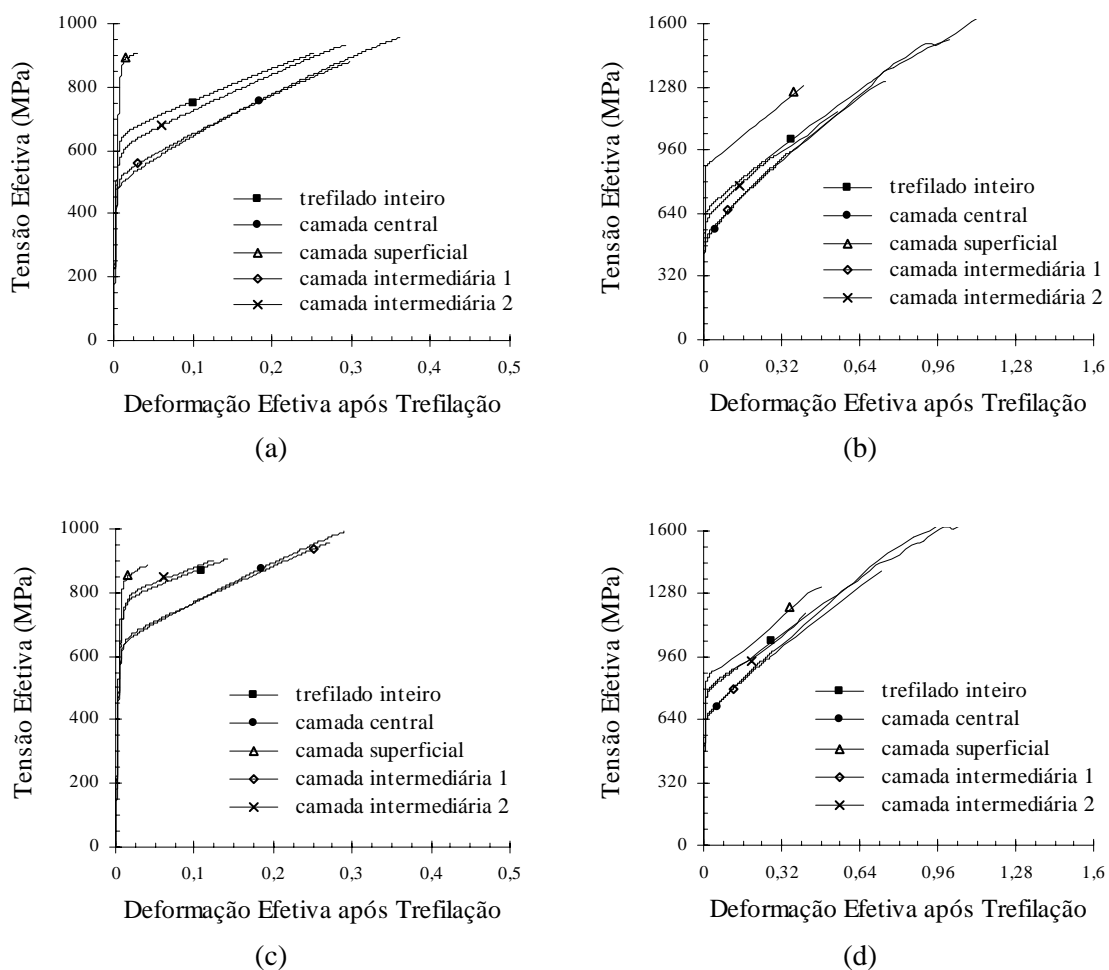 Tensão Efetiva (MPa)
1000
800
600
400
200
0
0 0,1 0,2 0,3 0,4 0,5
trefilado inteiro
camada central
camada superficial
camada intermediária 1
camada intermediária 2
Deformação Efetiva após Trefilação
(a)
Tensão Efetiva (MPa)
1600
1280
960
640
320
0
0 0,32 0,64 0,96 1,28 1,6
trefilado inteiro
camada central
camada superficial
camada intermediária 1
camada intermediária 2
Deformação Efetiva após Trefilação
(b)
Tensão Efetiva (MPa)
1000
800
600
400
200
0
0 0,1 0,2 0,3 0,4 0,5
trefilado inteiro
camada central
camada superficial
camada intermediária 1
camada intermediária 2
Deformação Efetiva após Trefilação
(c)
Tensão Efetiva (MPa)
1600
1280
960
640
320
0
0 0,32 0,64 0,96 1,28 1,6
trefilado inteiro
camada central
camada superficial
camada intermediária 1
camada intermediária 2
Deformação Efetiva após Trefilação
(d)